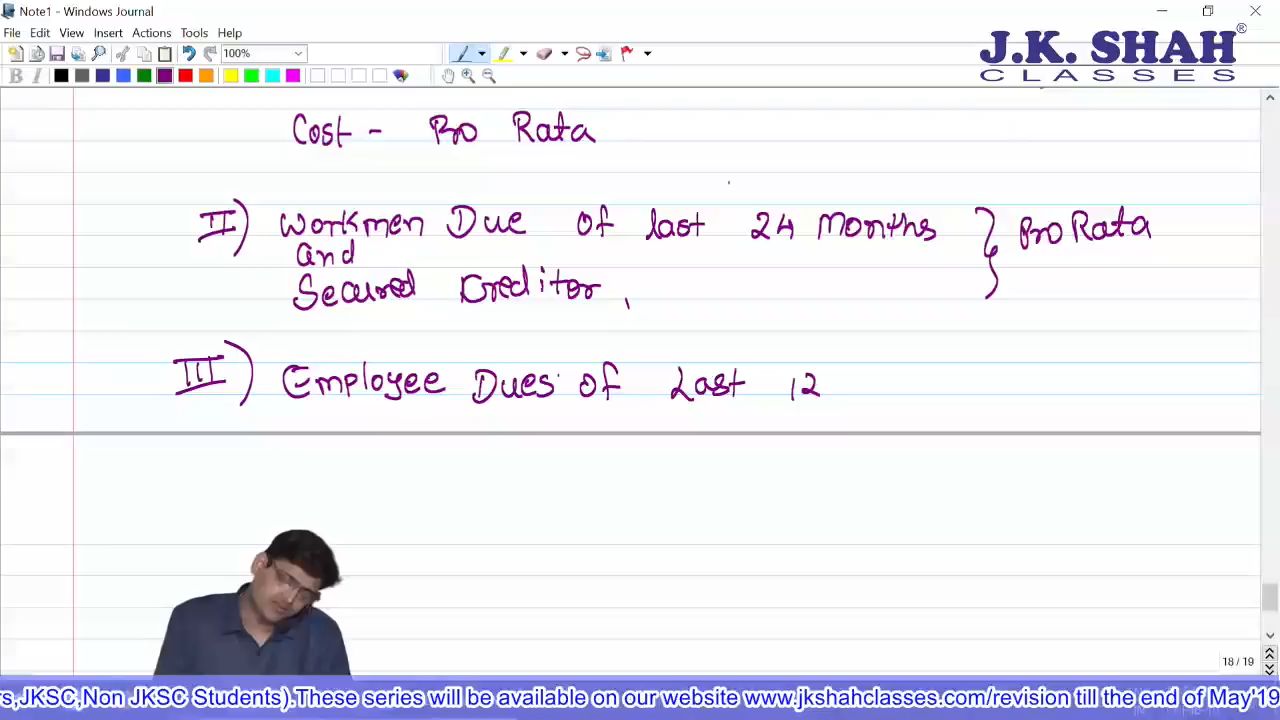 Note1 - Windows Journal
File Edit View Insert Actions Tools Help
100%
J.K. SHAH ®
CLASSES
Cost - Pro Rata
II) Workmen Due of last 24 Months } Pro Rata
and
Secured Creditor,
III) Employee Dues of Last 12
18 / 19
rs,JKSC,Non JKSC Students).These series will be available on our website www.jkshahclasses.com/revision till the end of May'19